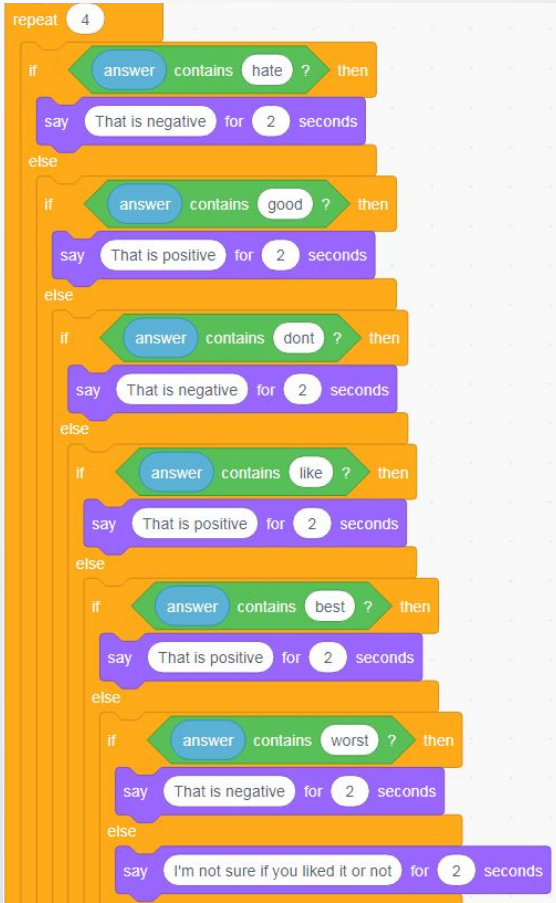 repeat 4
if answer contains hate ? then
say That is negative for 2 seconds
else
if answer contains good ? then
say That is positive for 2 seconds
else
if answer contains dont ? then
say That is negative for 2 seconds
else
if answer contains like ? then
say That is positive for 2 seconds
else
if answer contains best ? then
say That is positive for 2 seconds
else
if answer contains worst ? then
say That is negative for 2 seconds
else
say I'm not sure if you liked it or not for 2 seconds